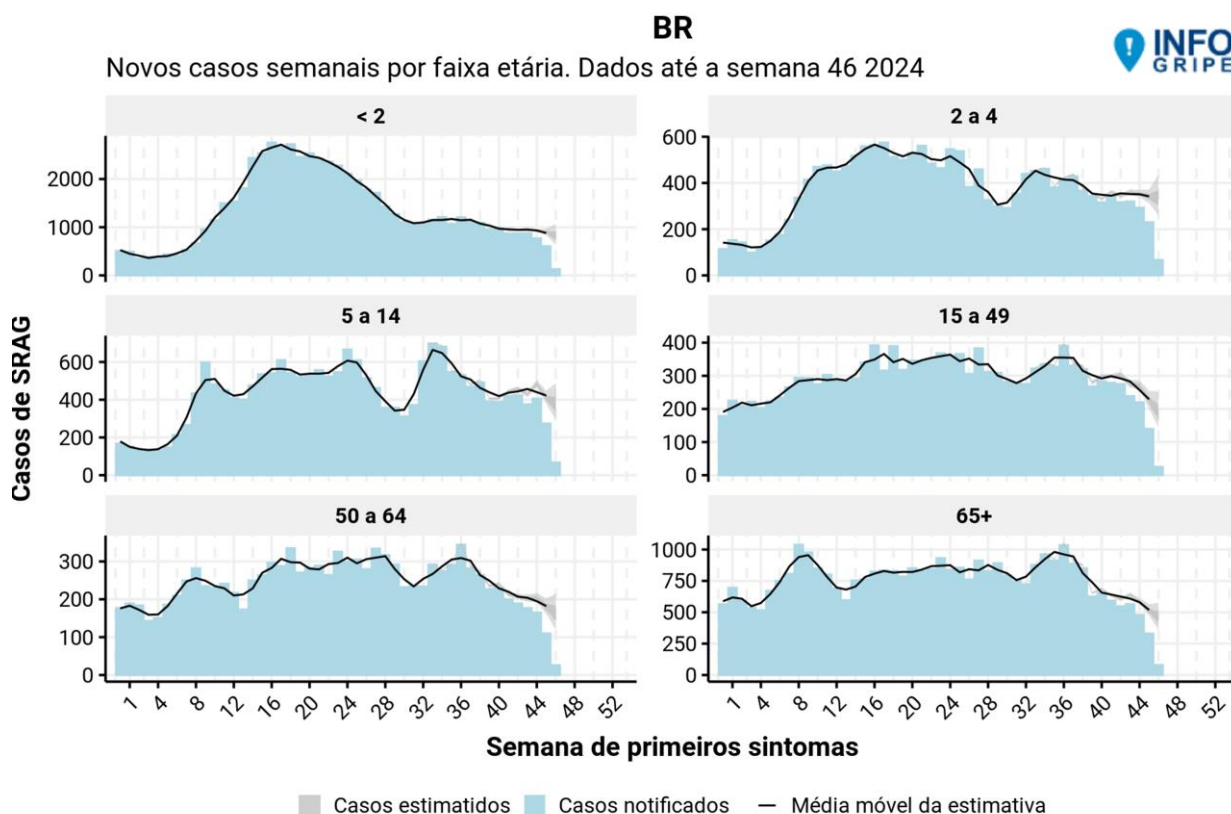 BR
INFO
GRIPE
Novos casos semanais por faixa etária. Dados até a semana 46 2024
< 2
2000
1000
0
2 a 4
600
400
200
0
5 a 14
600
400
200
0
15 a 49
400
300
200
100
0
50 a 64
300
200
100
0
65+
1000
750
500
250
0
Casos de SRAG
1 4 8 12 16 20 24 28 32 36 40 44 48 52
1 4 8 12 16 20 24 28 32 36 40 44 48 52
Semana de primeiros sintomas
Casos estimatidos Casos notificados Média móvel da estimativa